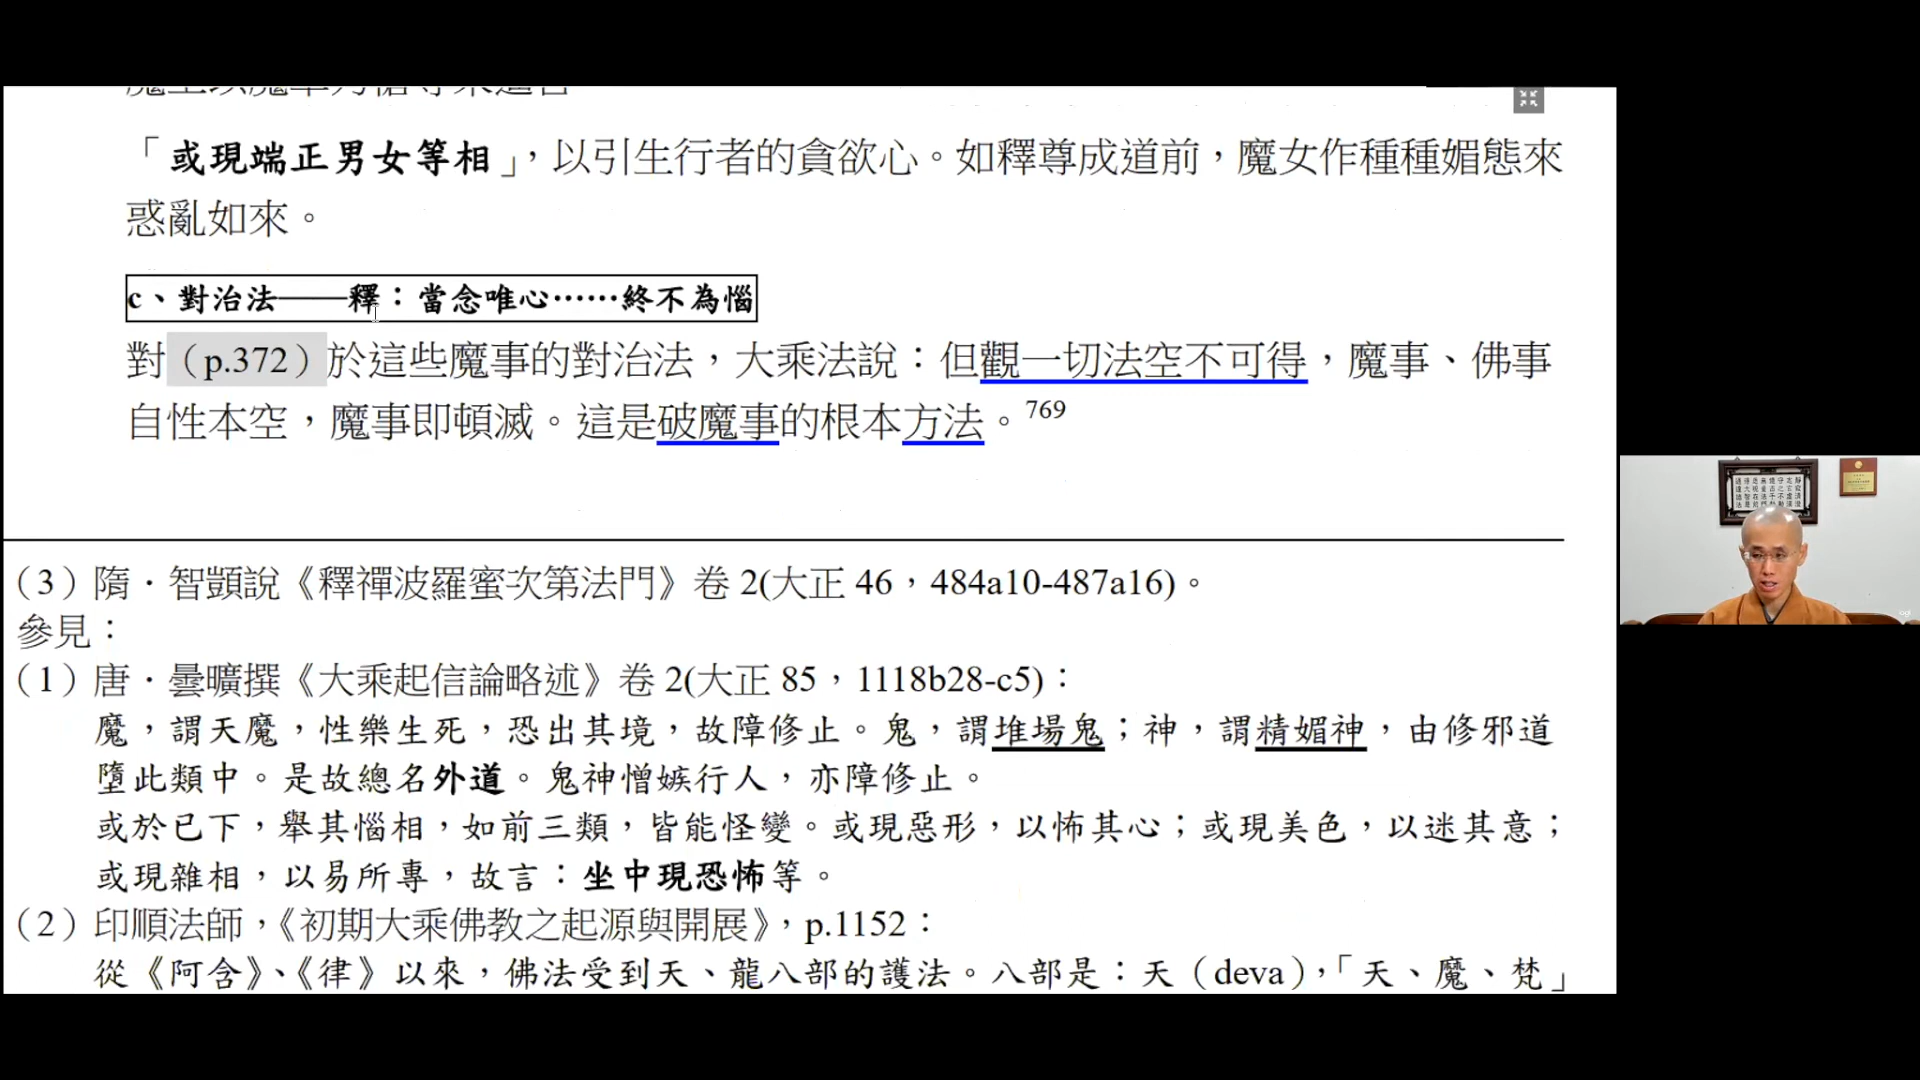 「或現端正男女等相」，以引生行者的貪欲心。如釋尊成道前，魔女作種種媚態來
惑亂如來。
c、對治法——釋：當念唯心……終不為惱
對（p.372）於這些魔事的對治法，大乘法說：但觀一切法空不可得，魔事、佛事
自性本空，魔事即頓滅。這是破魔事的根本方法。769
（3）隋．智顗說《釋禪波羅蜜次第法門》卷 2(大正 46，484a10-487a16)。
參見：
（1）唐．曇曠撰《大乘起信論略述》卷 2(大正 85，1118b28-c5)：
魔，謂天魔，性樂生死，恐出其境，故障修止。鬼，謂堆場鬼；神，謂精媚神，由修邪道
墮此類中。是故總名外道。鬼神憎嫉行人，亦障修止。
或於已下，舉其惱相，如前三類，皆能怪變。或現惡形，以怖其心；或現美色，以迷其意；
或現雜相，以易所專，故言：坐中現恐怖等。
（2）印順法師，《初期大乘佛教之起源與開展》，p.1152：
從《阿含》、《律》以來，佛法受到天、龍八部的護法。八部是：天（deva），「天、魔、梵」